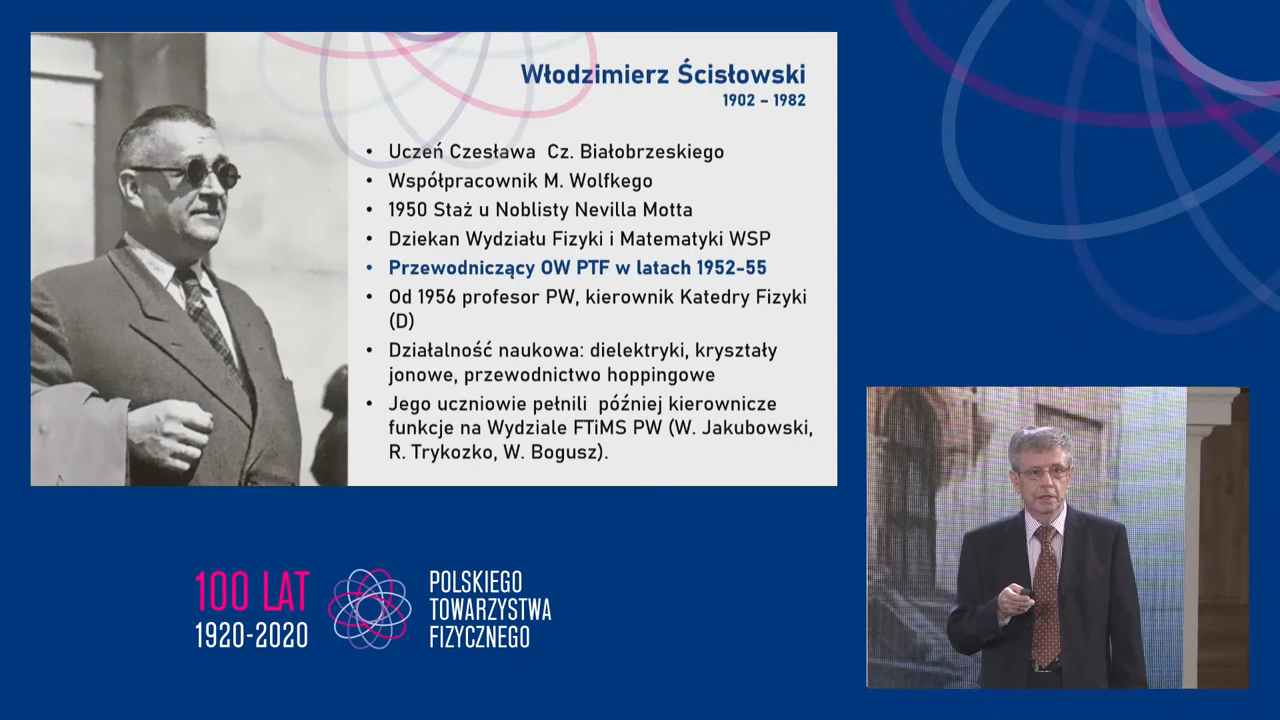 Włodzimierz Ścisłowski
1902 – 1982
• Uczeń Czesława  Cz. Białobrzeskiego
• Współpracownik M. Wolfkego
• 1950 Staż u Noblisty Nevilla Motta
• Dziekan Wydziału Fizyki i Matematyki WSP
• Przewodniczący OW PTF w latach 1952-55
• Od 1956 profesor PW, kierownik Katedry Fizyki
(D)
• Działalność naukowa: dielektryki, kryształy
jonowe, przewodnictwo hoppingowe
• Jego uczniowie pełnili  później kierownicze
funkcje na Wydziale FTiMS PW (W. Jakubowski,
R. Trykozko, W. Bogusz).
100 LAT
1920-2020
POLSKIEGO
TOWARZYSTWA
FIZYCZNEGO